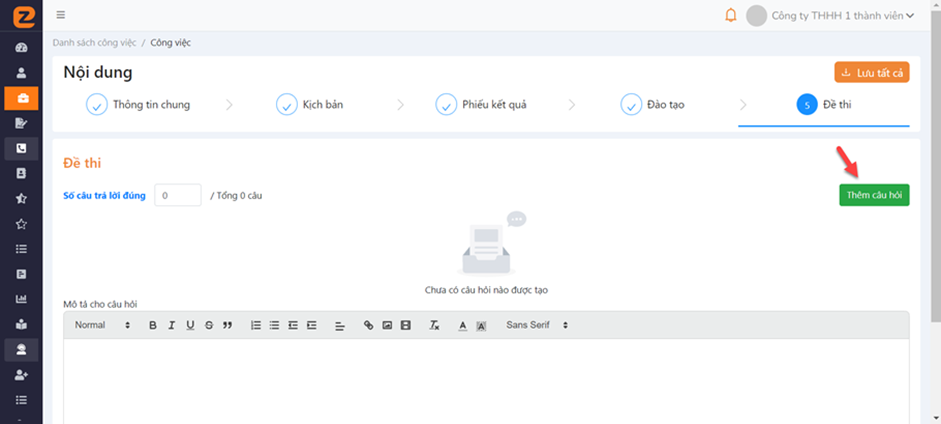 Công ty THHH 1 thành viên
Danh sách công việc / Công việc
Nội dung
Lưu tất cả
Thông tin chung
Kịch bản
Phiếu kết quả
Đào tạo
5 Đề thi
Đề thi
Số câu trả lời đúng 0 / Tổng 0 câu
Thêm câu hỏi
Chưa có câu hỏi nào được tạo
Mô tả cho câu hỏi
Normal B I U S Sans Serif